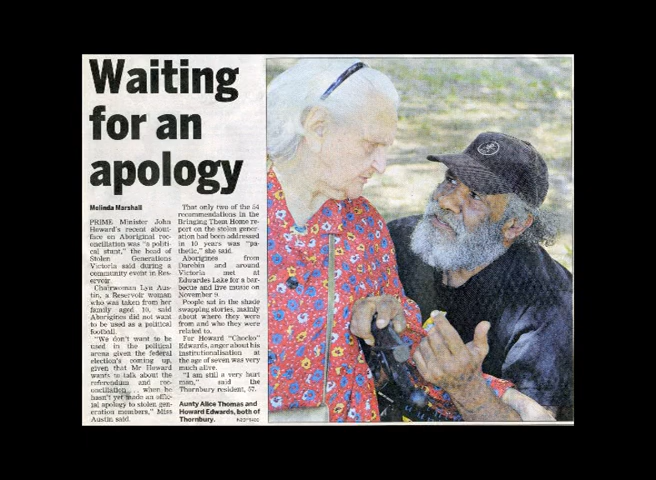 Waiting
for an
apology
Melinda Marshall
PRIME Minister John
Howard's recent about-
face on Aboriginal rec-
onciliation was "a politi-
cal stunt," the head of
Stolen Generations
Victoria said during a
community event in Res-
ervoir.
Chairwoman Lyn Aus-
tin, a Reservoir woman
who was taken from her
family aged 10, said
Aborigines did not want
to be used as a political
football.
"We don't want to be
used in the political
arena given the federal
election's coming up,
given that Mr Howard
wants to talk about the
referendum and rec-
onciliation ... when he
hasn't yet made an offic-
ial apology to stolen gen-
eration members," Miss
Austin said.
That only two of the 54
recommendations in the
Bringing Them Home re-
port on the stolen gener-
ation had been addressed
in 10 years was "pa-
thetic," she said.
Aborigines from
Darebin and around
Victoria met at
Edwardes Lake for a bar-
becue and live music on
November 9.
People sat in the shade
swapping stories, mainly
about where they were
from and who they were
related to.
For Howard "Chocko"
Edwards, anger about his
institutionalisation at
the age of seven was very
much alive.
"I am still a very hurt
man," said the
Thornbury resident, 57.
Aunty Alice Thomas and
Howard Edwards, both of
Thornbury.